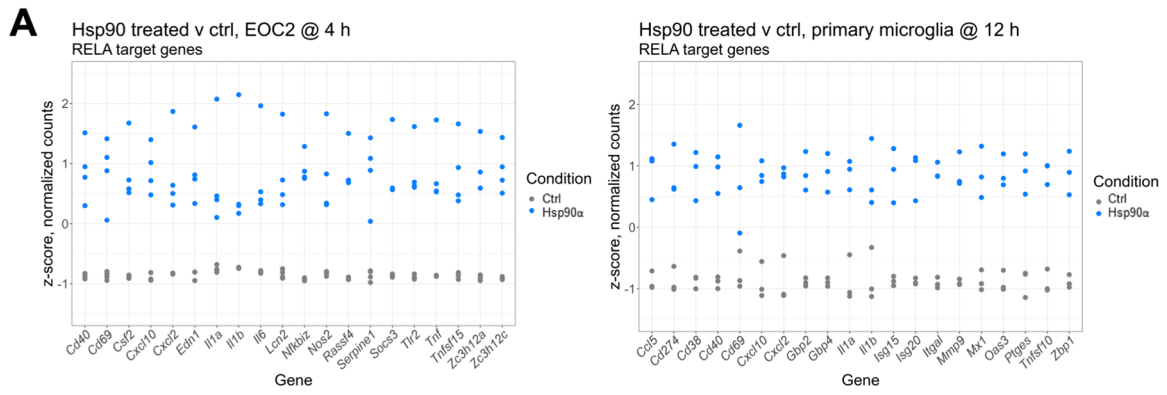 A
Hsp90 treated v ctrl, EOC2 @ 4 h
RELA target genes
z-score, normalized counts
2
1
0
-1
Cd40
Cd69
Csf2
Cxcl10
Cxcl2
Edn1
Il1a
Il1b
Il6
Lcn2
Nfkbiz
Nos2
Rassf4
Serpine1
Socs3
Tlr2
Tnf
Tnfsf15
Zc3h12a
Zc3h12c
Gene
Condition
Ctrl
Hsp90α
Hsp90 treated v ctrl, primary microglia @ 12 h
RELA target genes
z-score, normalized counts
2
1
0
-1
Ccl5
Cd274
Cd38
Cd40
Cd69
Cxcl10
Cxcl2
Gbp2
Gbp4
Il1a
Il1b
Isg15
Isg20
Itgal
Mmp9
Mx1
Oas3
Ptges
Tnfsf10
Zbp1
Gene
Condition
Ctrl
Hsp90α